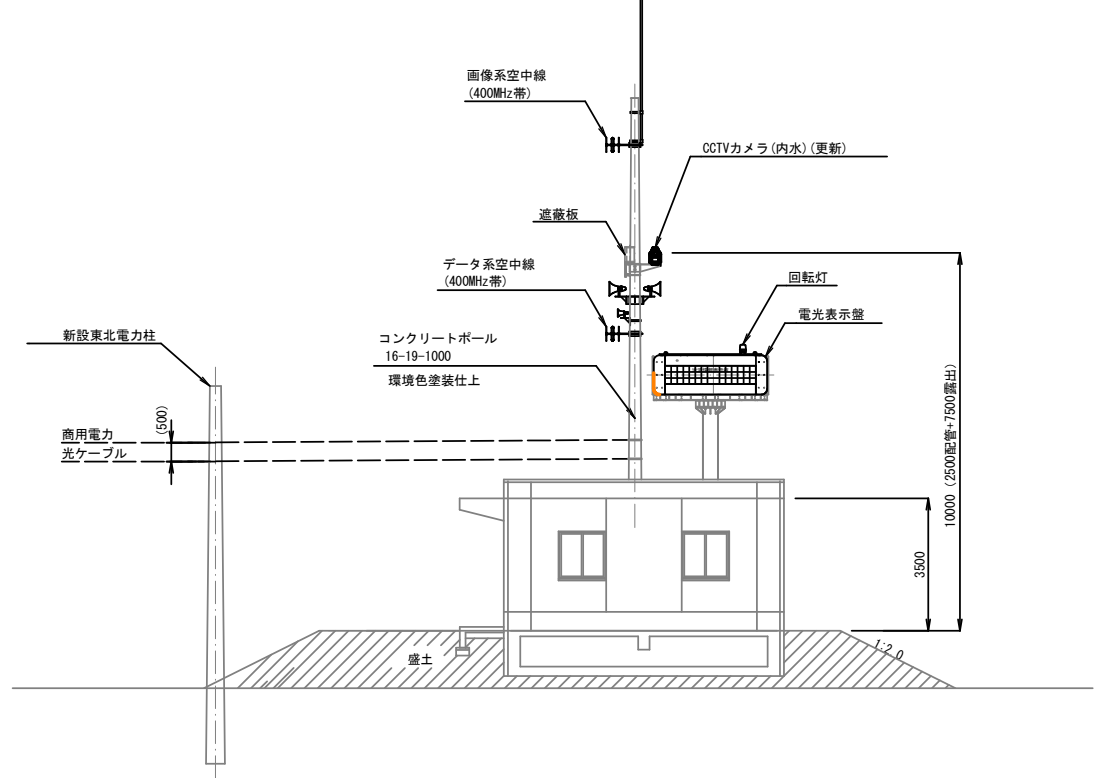 画像系空中線
(400MHz帯)
CCTVカメラ(内水)(更新)
遮蔽板
データ系空中線
(400MHz帯)
回転灯
電光表示盤
新設東北電力柱
コンクリートポール
16-19-1000
環境色塗装仕上
(500)
商用電力
光ケーブル
10000 (2500配管+7500露出)
3500
盛土
1:2.0